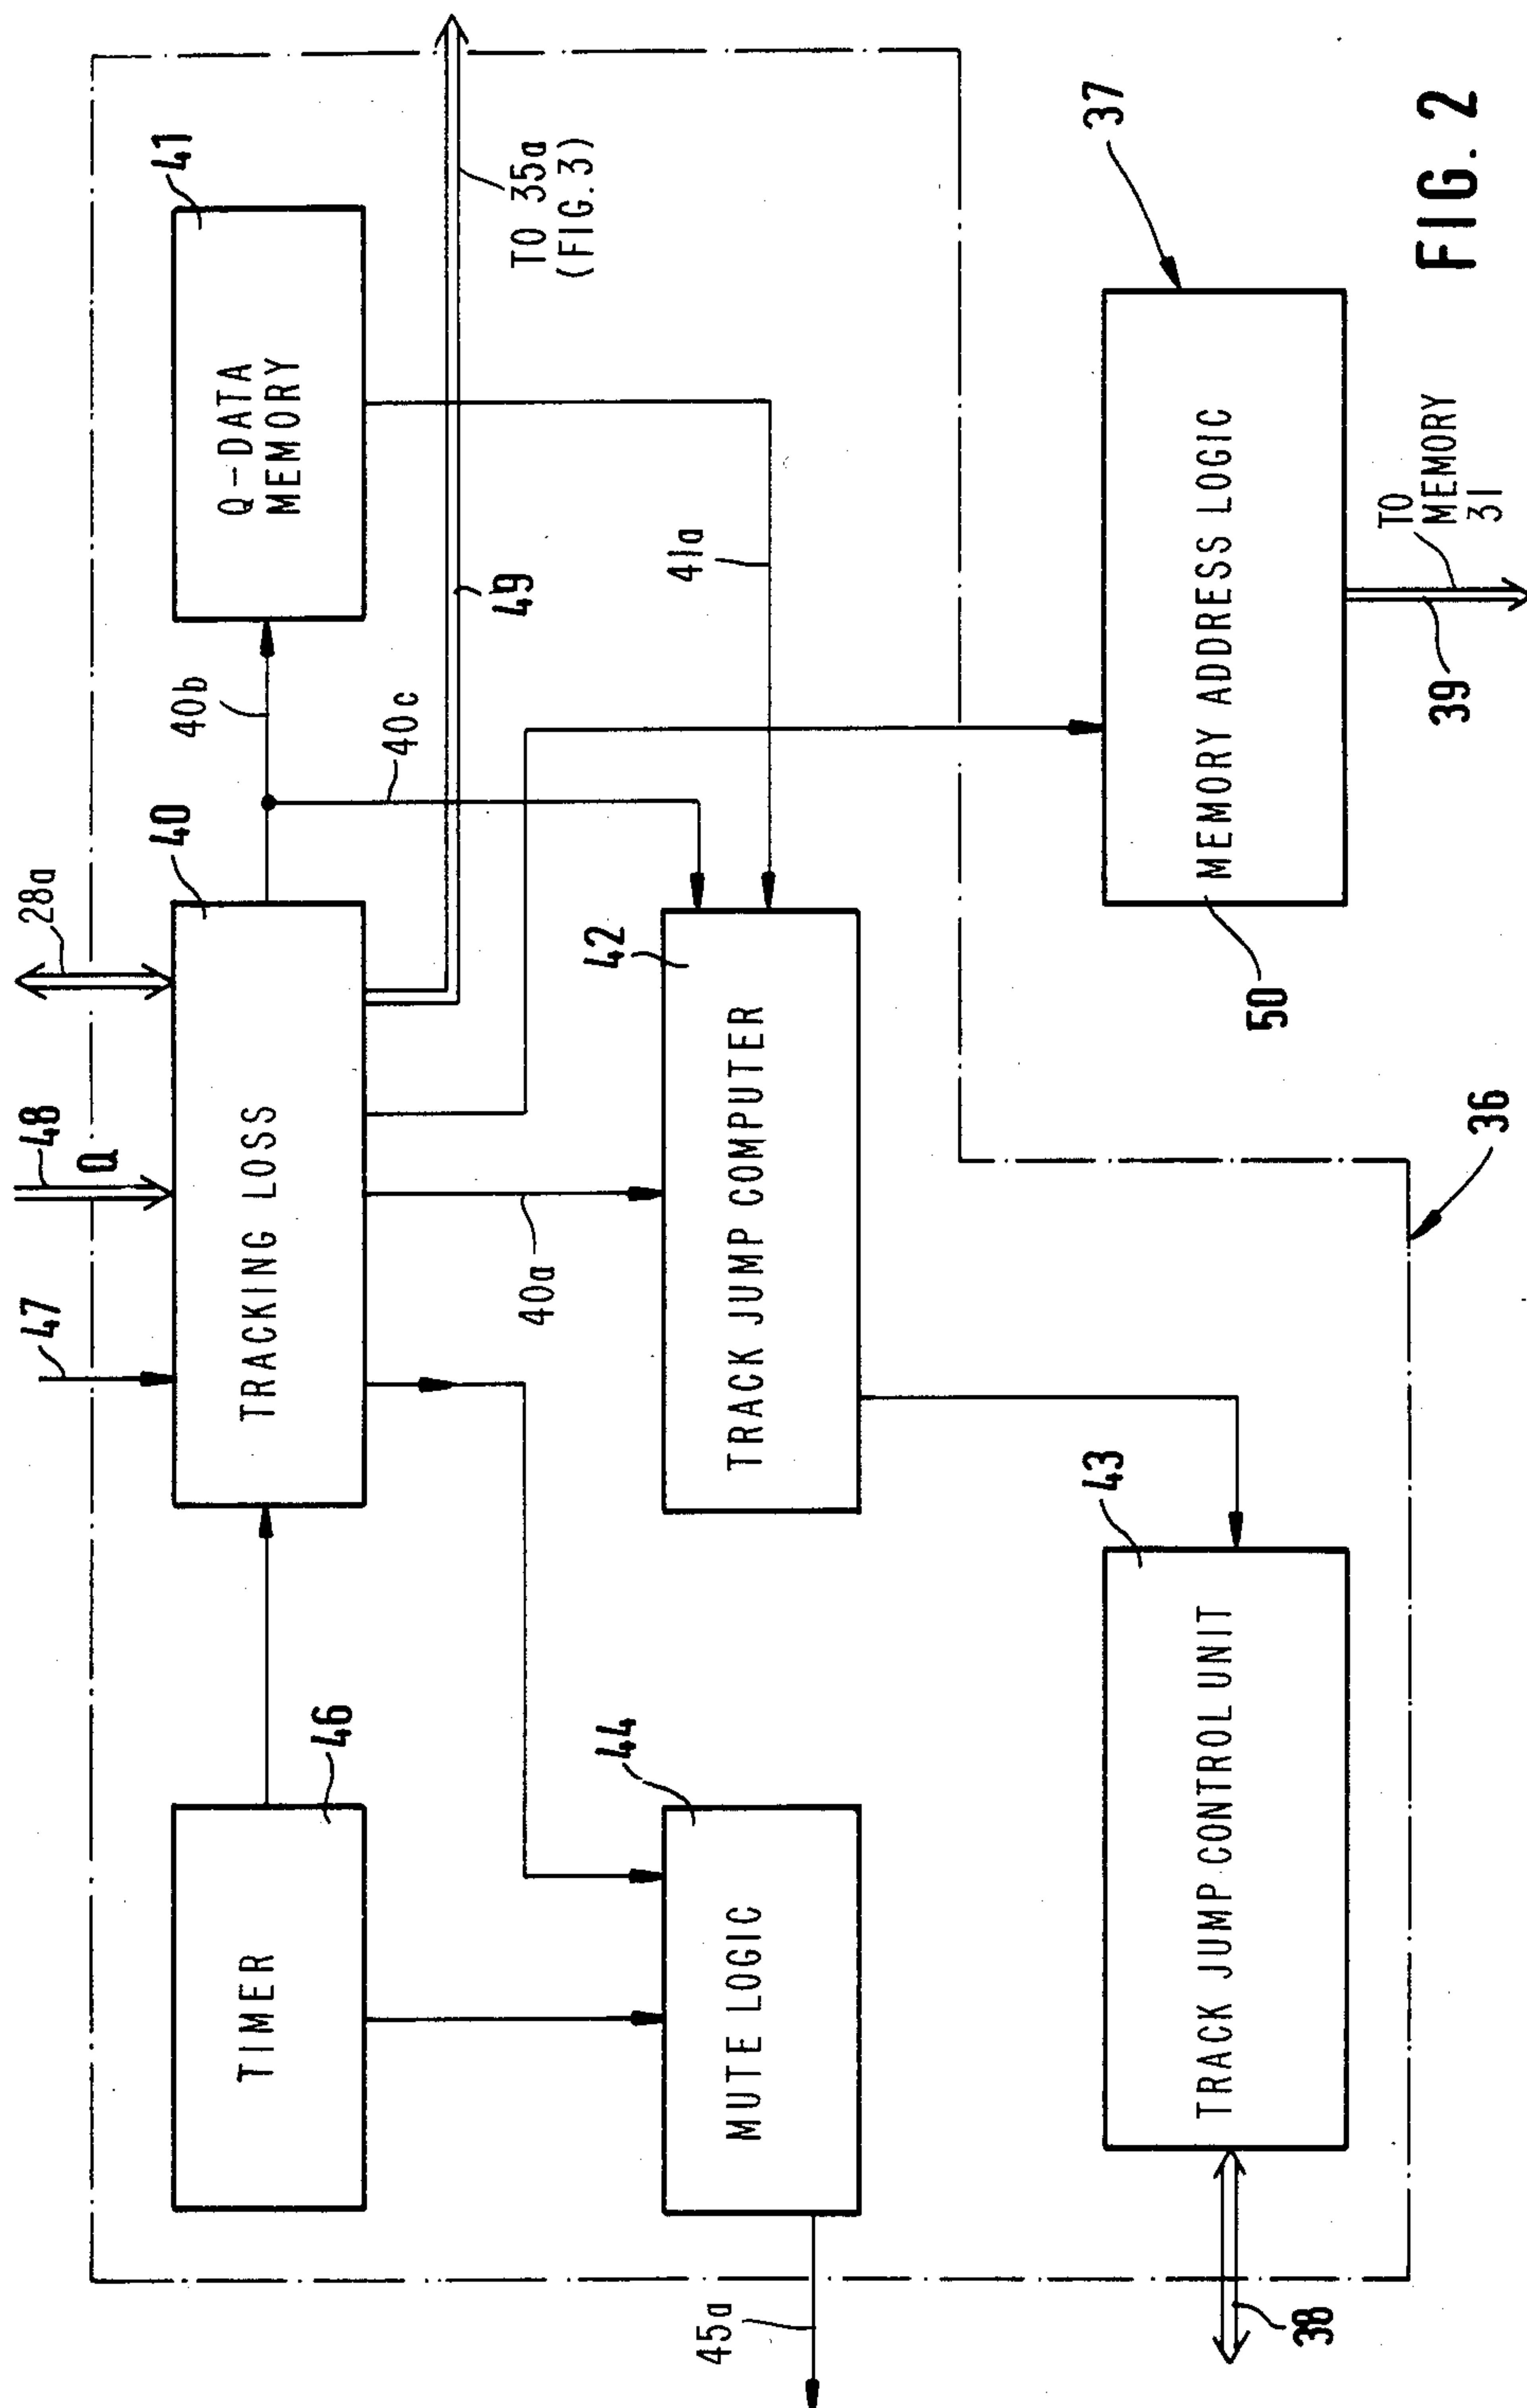 47
48
Q
28a
46
TIMER
40
TRACKING LOSS
40b
41
Q-DATA
MEMORY
40c
49
TO 35a
(FIG.3)
40a
41a
44
MUTE LOGIC
42
TRACK JUMP COMPUTER
45a
43
TRACK JUMP CONTROL UNIT
38
36
37
MEMORY ADDRESS LOGIC
50
39
TO
MEMORY
31
FIG. 2